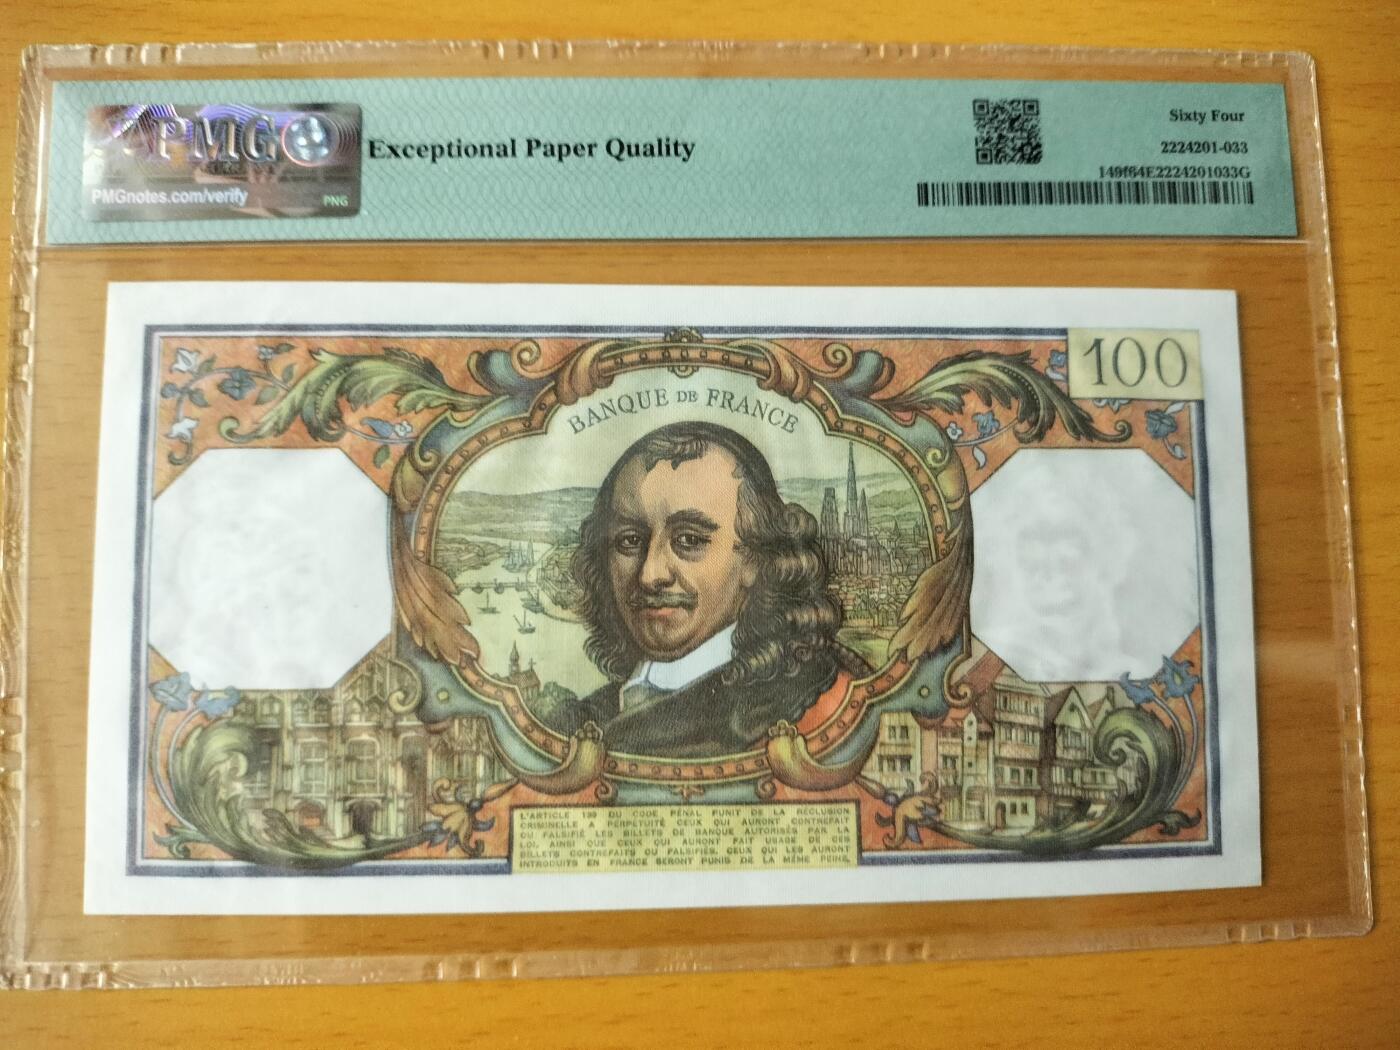 PMG
PMGnotes.com/verify
PNG
Exceptional Paper Quality
Sixty Four
2224201-033
149f64E2224201033G
100
BANQUE DE FRANCE
L'ARTICLE 139 DU CODE PÉNAL PUNIT DE LA RÉCLUSION
CRIMINELLE A PERPÉTUITÉ CEUX QUI AURONT CONTREFAIT
OU FALSIFIÉ LES BILLETS DE BANQUE AUTORISÉS PAR LA
LOI, AINSI QUE CEUX QUI AURONT FAIT USAGE DE CES
BILLETS CONTREFAITS OU FALSIFIÉS. CEUX QUI LES AURONT
INTRODUITS EN FRANCE SERONT PUNIS DE LA MÊME PEINE.